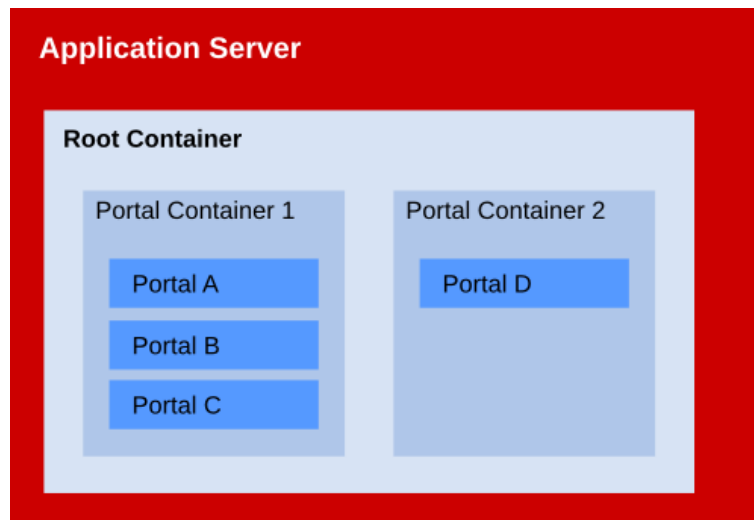 Application Server
Root Container
Portal Container 1
Portal A
Portal B
Portal C
Portal Container 2
Portal D